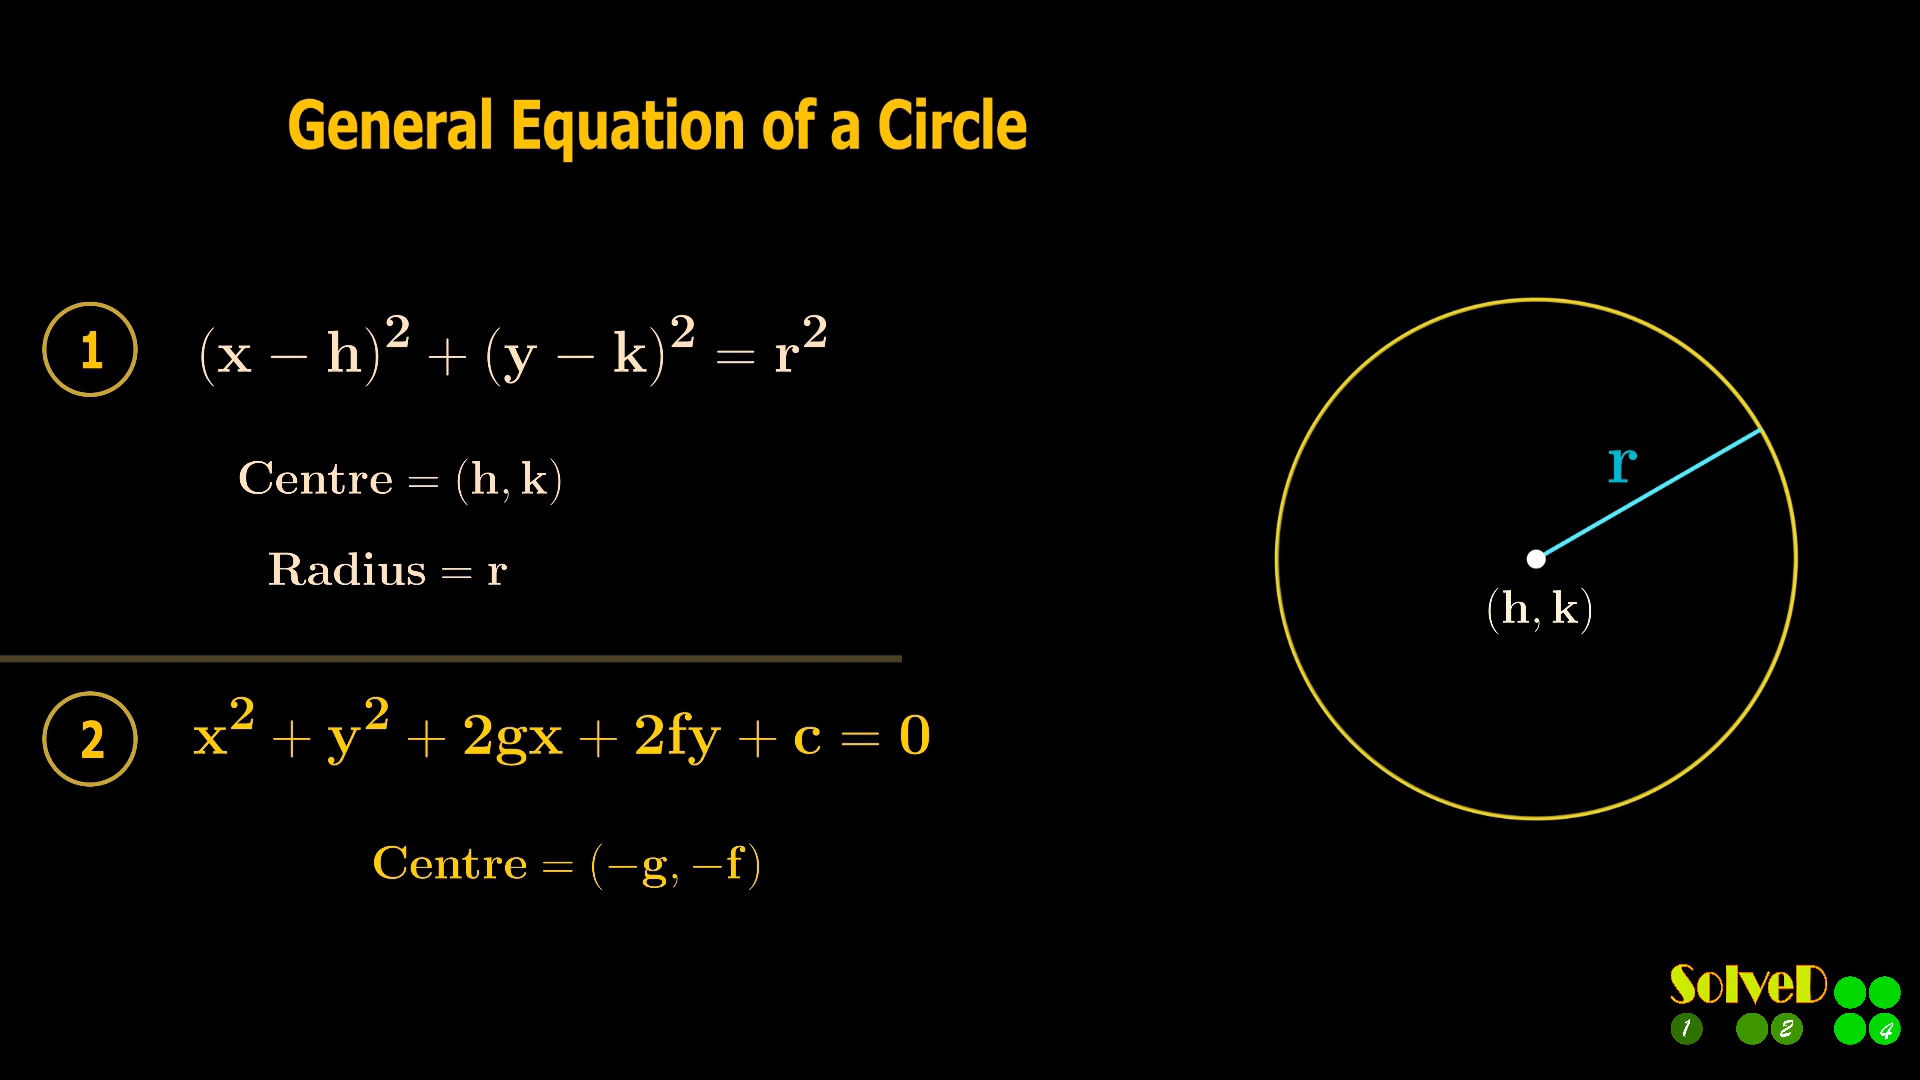 General Equation of a Circle
1
(x − h)² + (y − k)² = r²
Centre = (h, k)
Radius = r
2
x² + y² + 2gx + 2fy + c = 0
Centre = (−g, −f)
r
(h, k)
SolveD
1 2 4